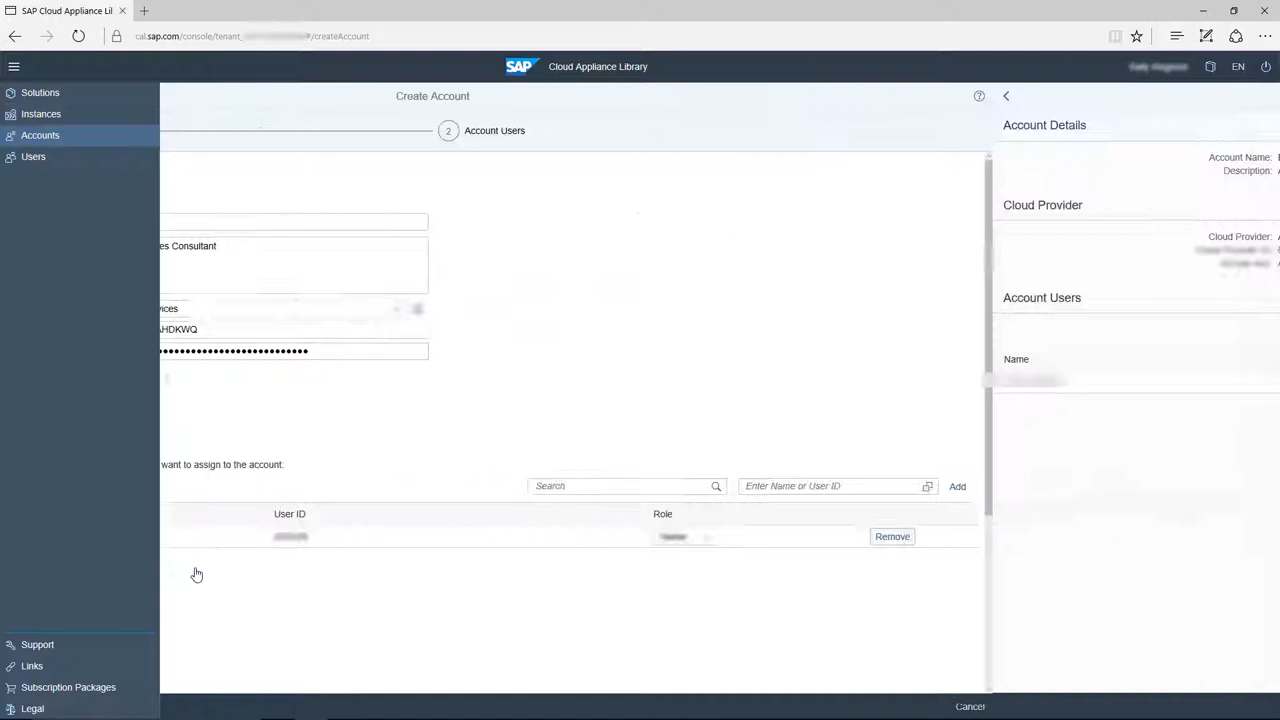 SAP Cloud Appliance Lib
cal.sap.com/console/tenant_ #/createAccount
SAP Cloud Appliance Library
EN
Solutions
Instances
Accounts
Users
Create Account
2 Account Users
Account Details
Account Name:
Description:
Cloud Provider
Cloud Provider:
Account Users
Name
es Consultant
ices
AHDKWQ
want to assign to the account:
Search
Enter Name or User ID
Add
User ID
Role
Remove
Support
Links
Subscription Packages
Legal
Cancel